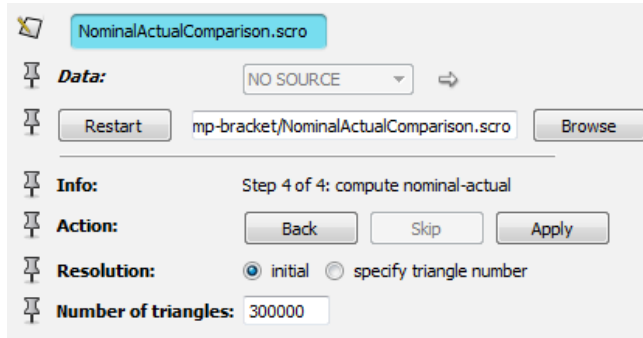 NominalActualComparison.scro
Data: NO SOURCE
Restart mp-bracket/NominalActualComparison.scro Browse
Info: Step 4 of 4: compute nominal-actual
Action: Back Skip Apply
Resolution: initial specify triangle number
Number of triangles: 300000